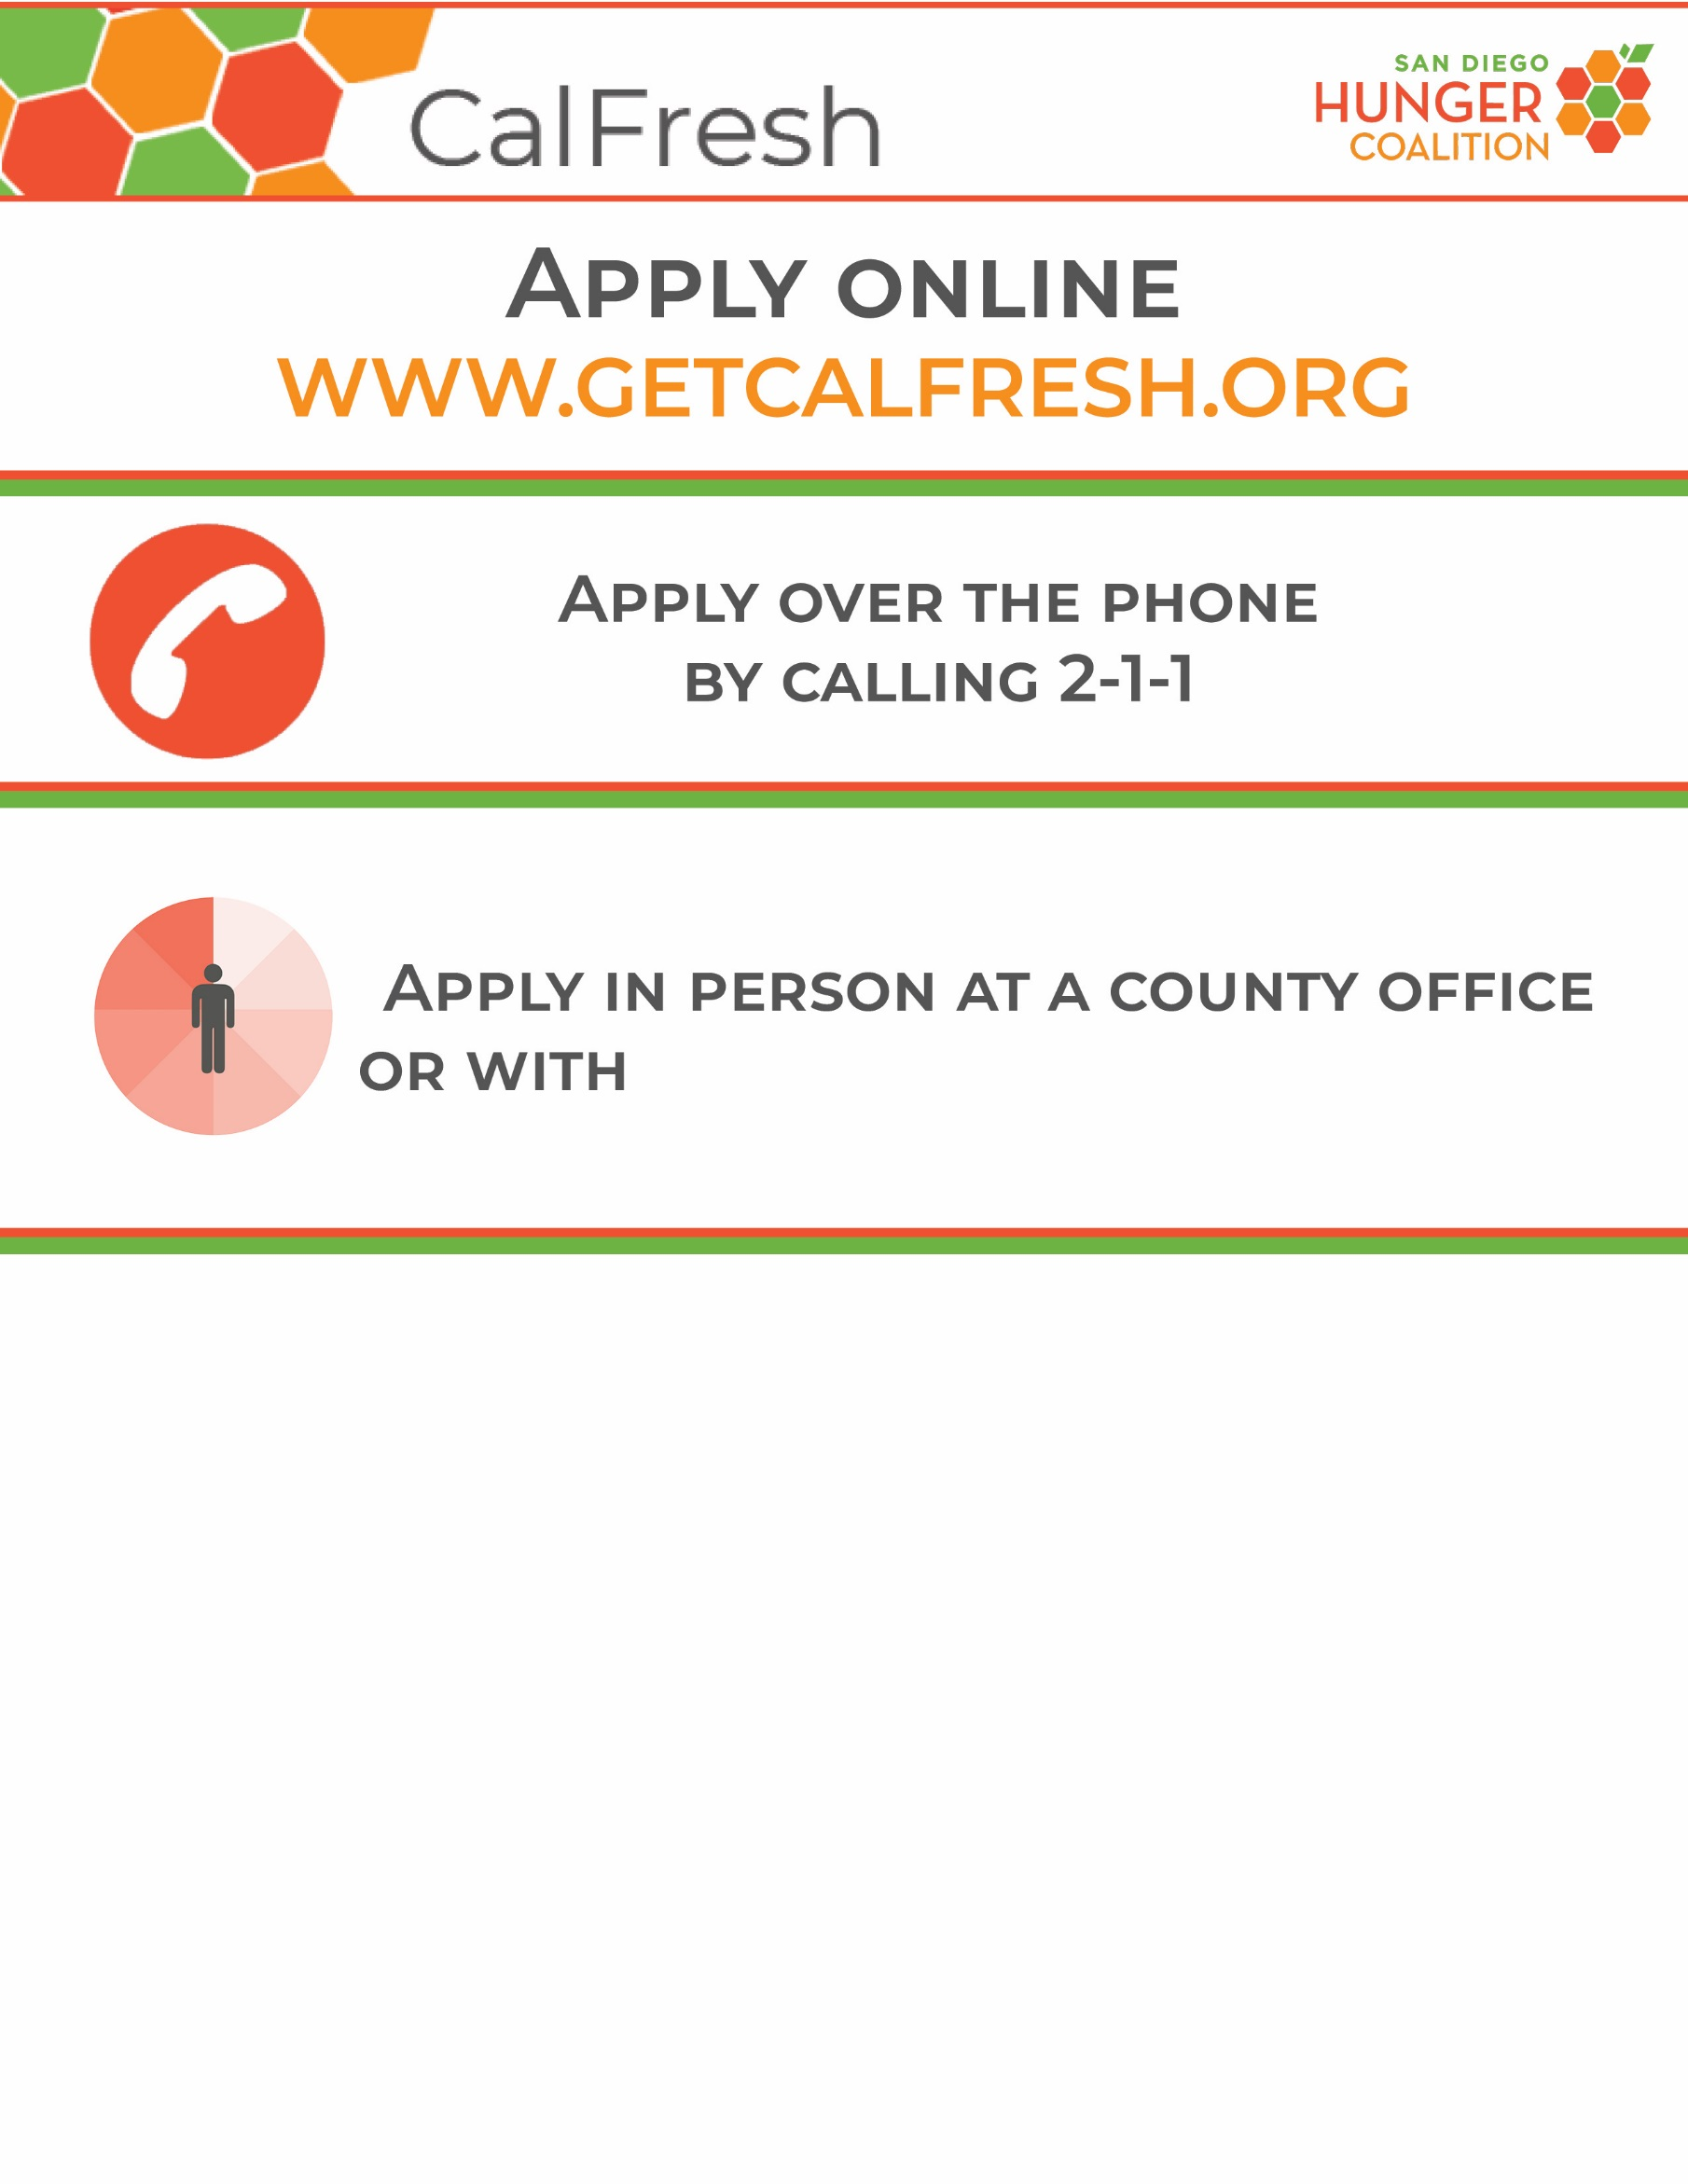 CalFresh
SAN DIEGO
HUNGER
COALITION
APPLY ONLINE
WWW.GETCALFRESH.ORG
APPLY OVER THE PHONE
BY CALLING 2-1-1
APPLY IN PERSON AT A COUNTY OFFICE
OR WITH